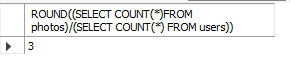 ROUND((SELECT COUNT(*)FROM
photos)/(SELECT COUNT(*) FROM users))
3